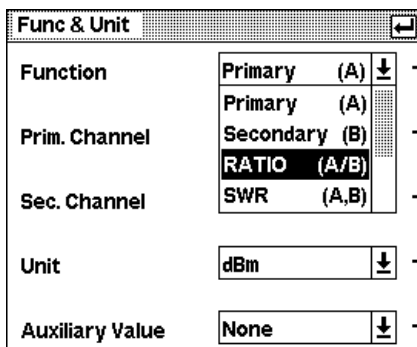 Func & Unit
Function
Primary (A)
Primary (A)
Prim. Channel
Secondary (B)
RATIO (A/B)
Sec. Channel
SWR (A,B)
Unit
dBm
Auxiliary Value
None